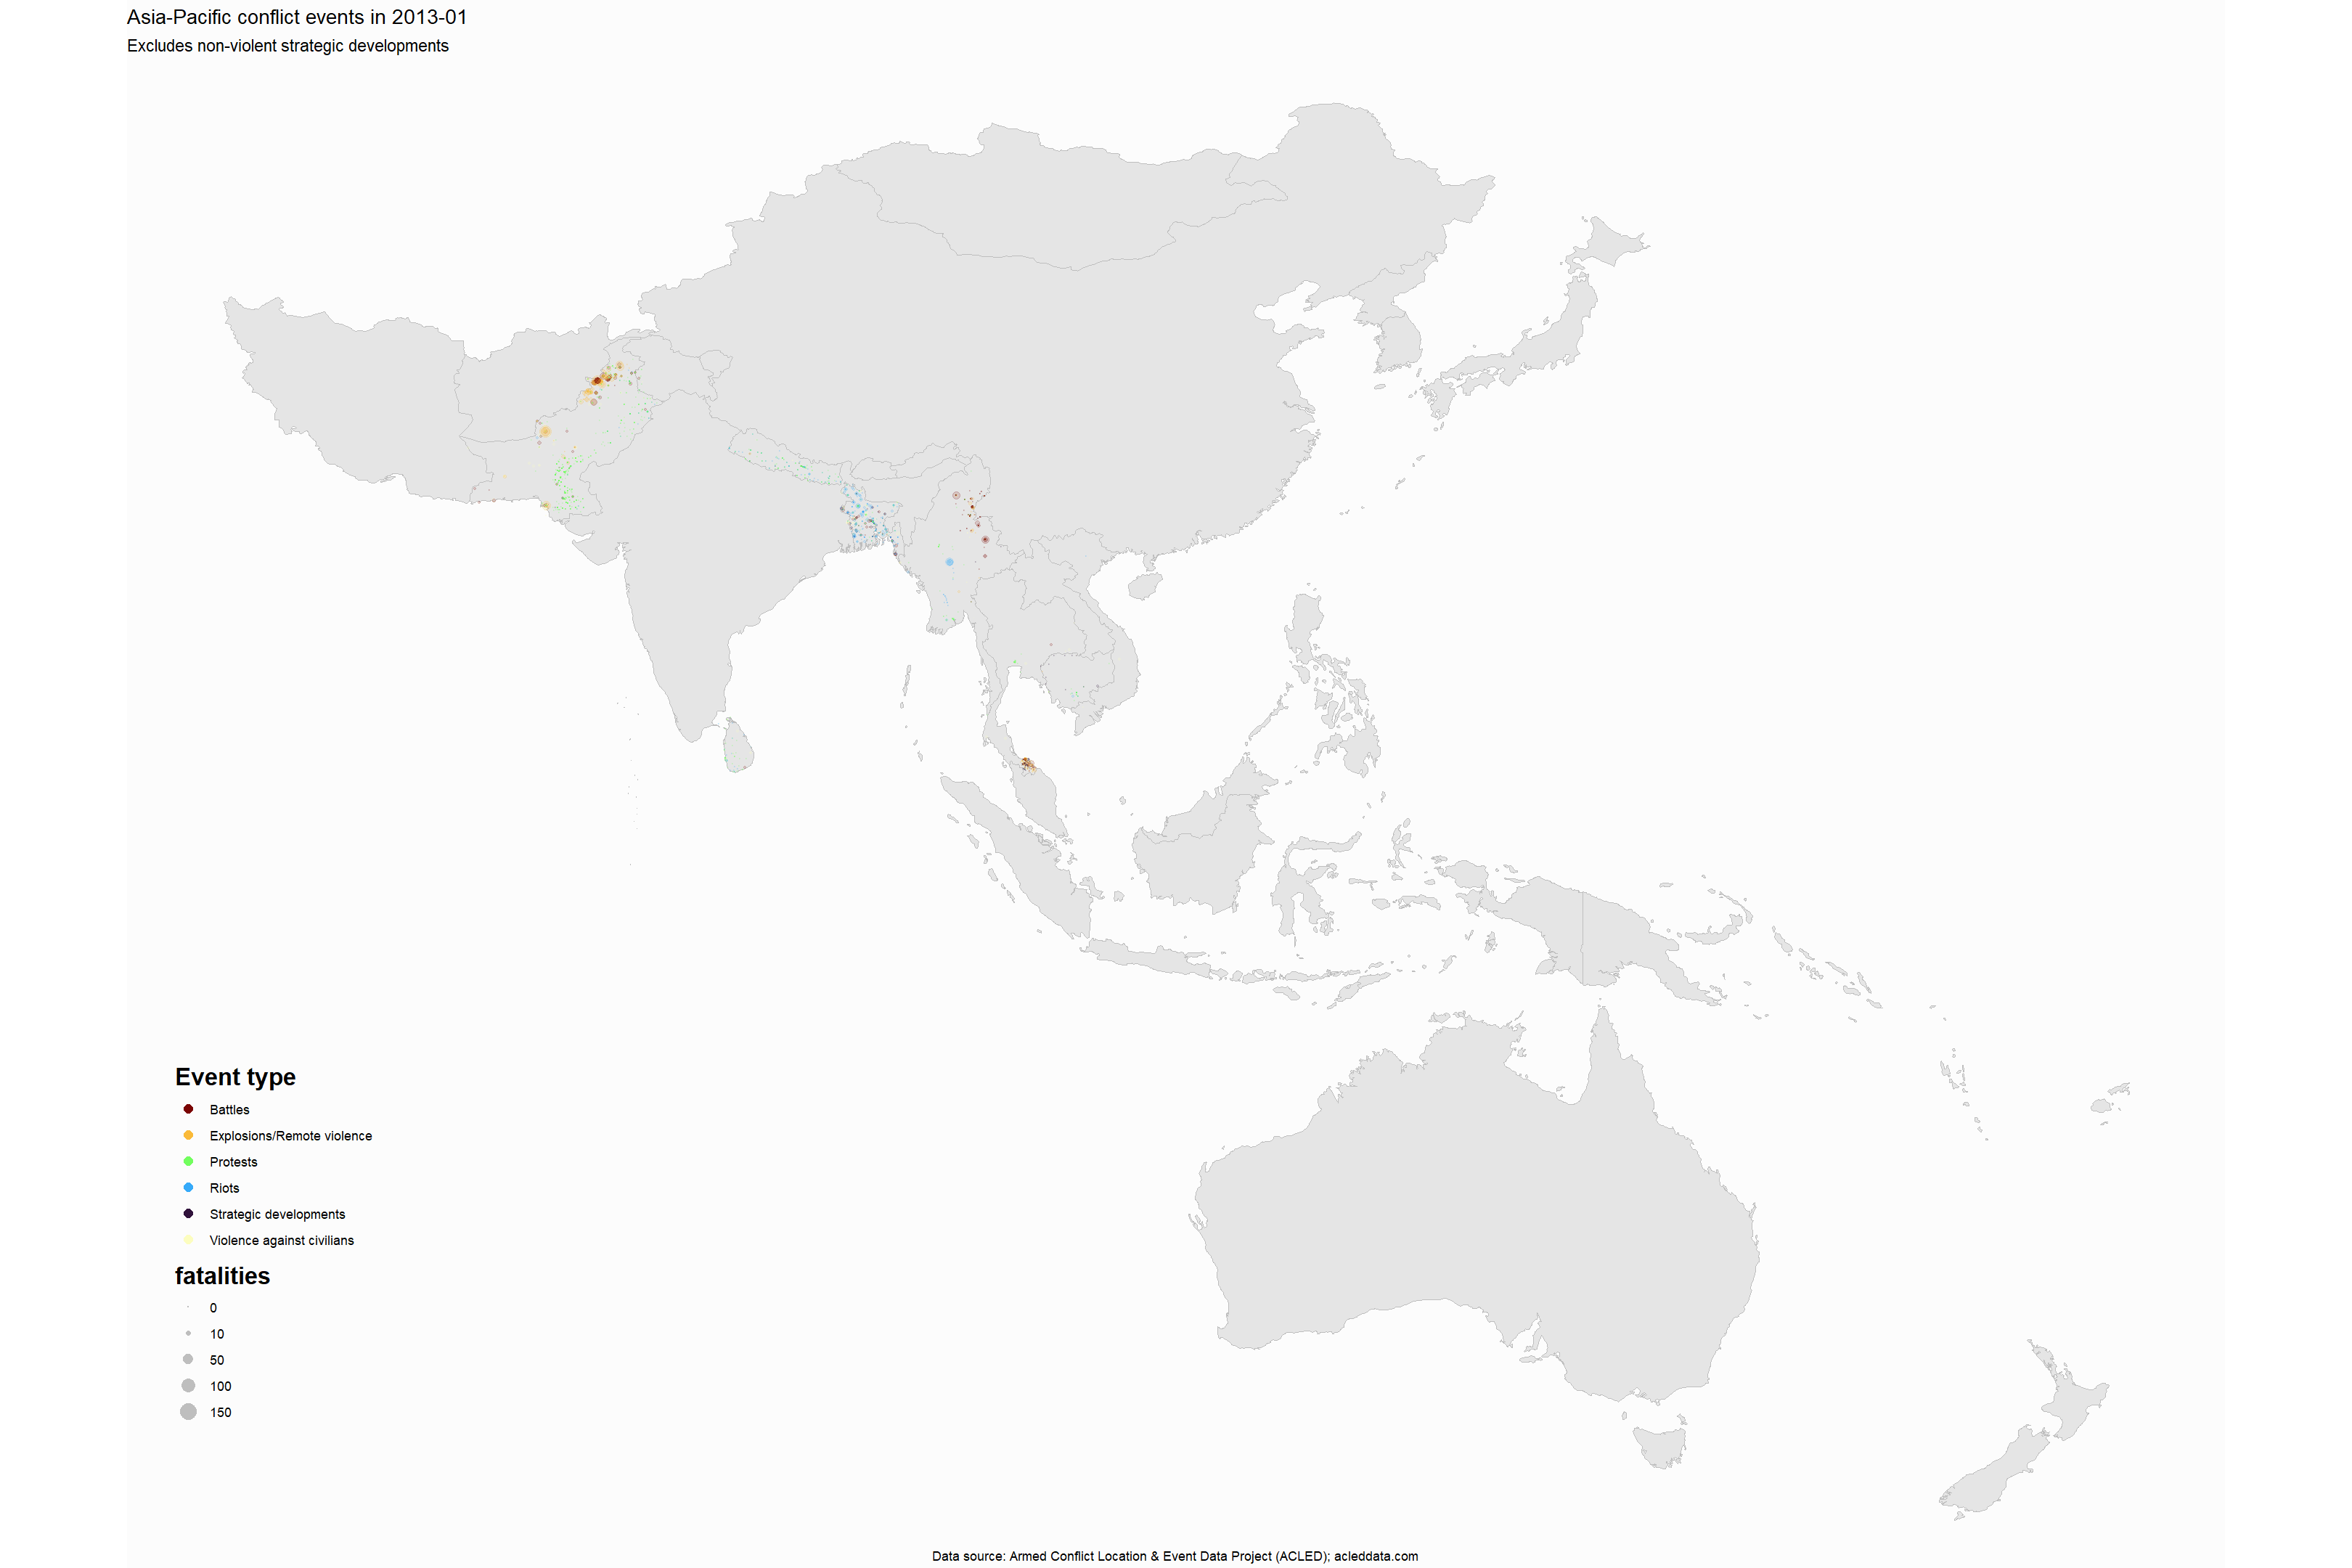 Asia-Pacific conflict events in 2013-01
Excludes non-violent strategic developments
Event type
Battles
Explosions/Remote violence
Protests
Riots
Strategic developments
Violence against civilians
fatalities
0
10
50
100
150
Data source: Armed Conflict Location & Event Data Project (ACLED); acleddata.com